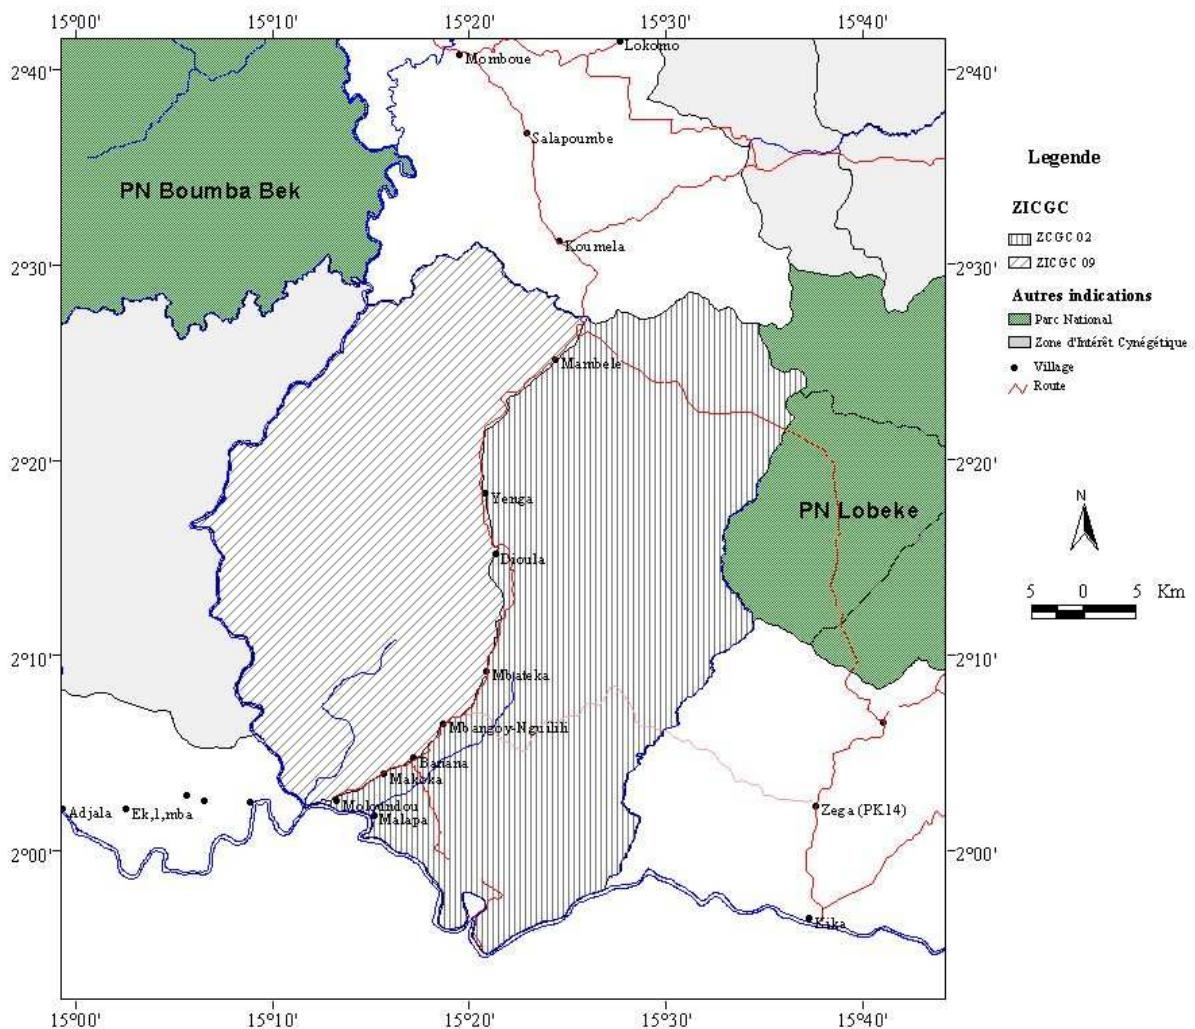 15°00' 15°10' 15°20' 15°30' 15°40'
Lokomo
Momboue
2°40' 2°40'
Salapoumbe
Legende
PN Boumba Bek
ZICGC
ZCGC 02
Koumela
2°30' 2°30'
ZICGC 09
Autres indications
Parc National
Zone d'Intérêt Cynégétique
Mambele
Village
Route
2°20' 2°20'
Yenga
N
PN Lobeke
Dioula
5 0 5 Km
2°10' 2°10'
Mbateka
Mbangoy-Nguilili
Banana
Makoka
Moloundou
Adjala Ek,l,mba
Malapa
Zega (PK14)
2°00' 2°00'
Kika
15°00' 15°10' 15°20' 15°30' 15°40'